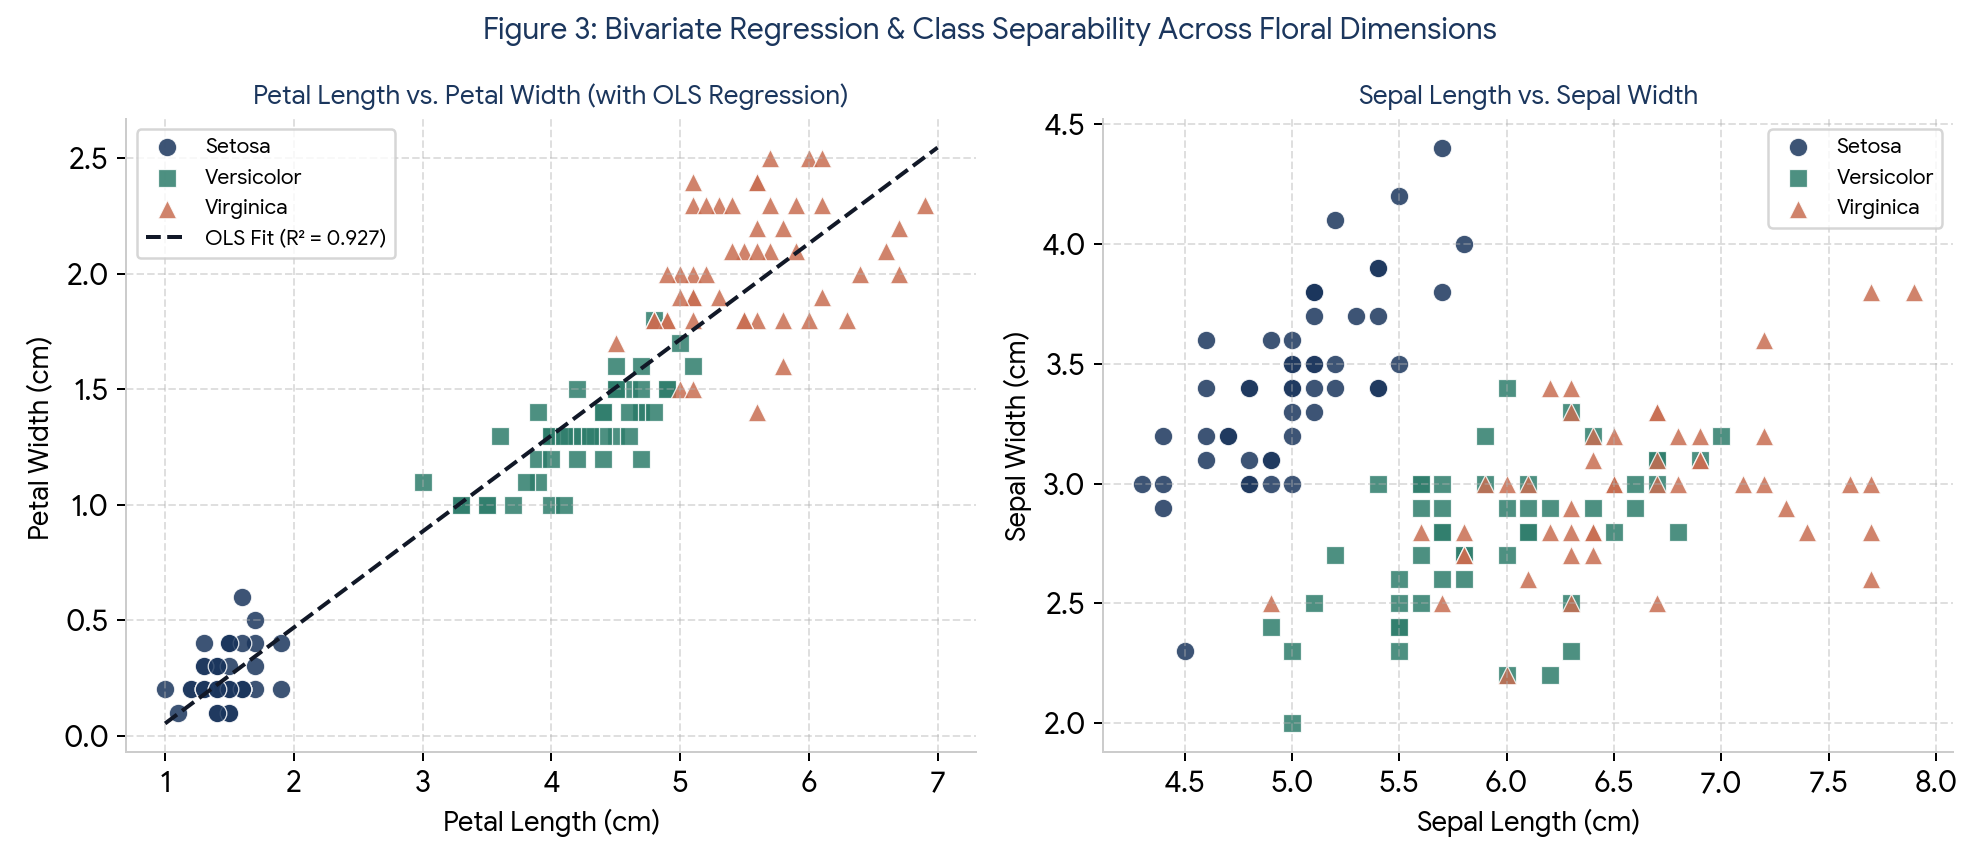 Figure 3: Bivariate Regression & Class Separability Across Floral Dimensions
Petal Length vs. Petal Width (with OLS Regression)
Setosa
Versicolor
Virginica
OLS Fit (R² = 0.927)
Petal Width (cm)
2.5
2.0
1.5
1.0
0.5
0.0
1 2 3 4 5 6 7
Petal Length (cm)
Sepal Length vs. Sepal Width
Setosa
Versicolor
Virginica
Sepal Width (cm)
4.5
4.0
3.5
3.0
2.5
2.0
4.5 5.0 5.5 6.0 6.5 7.0 7.5 8.0
Sepal Length (cm)